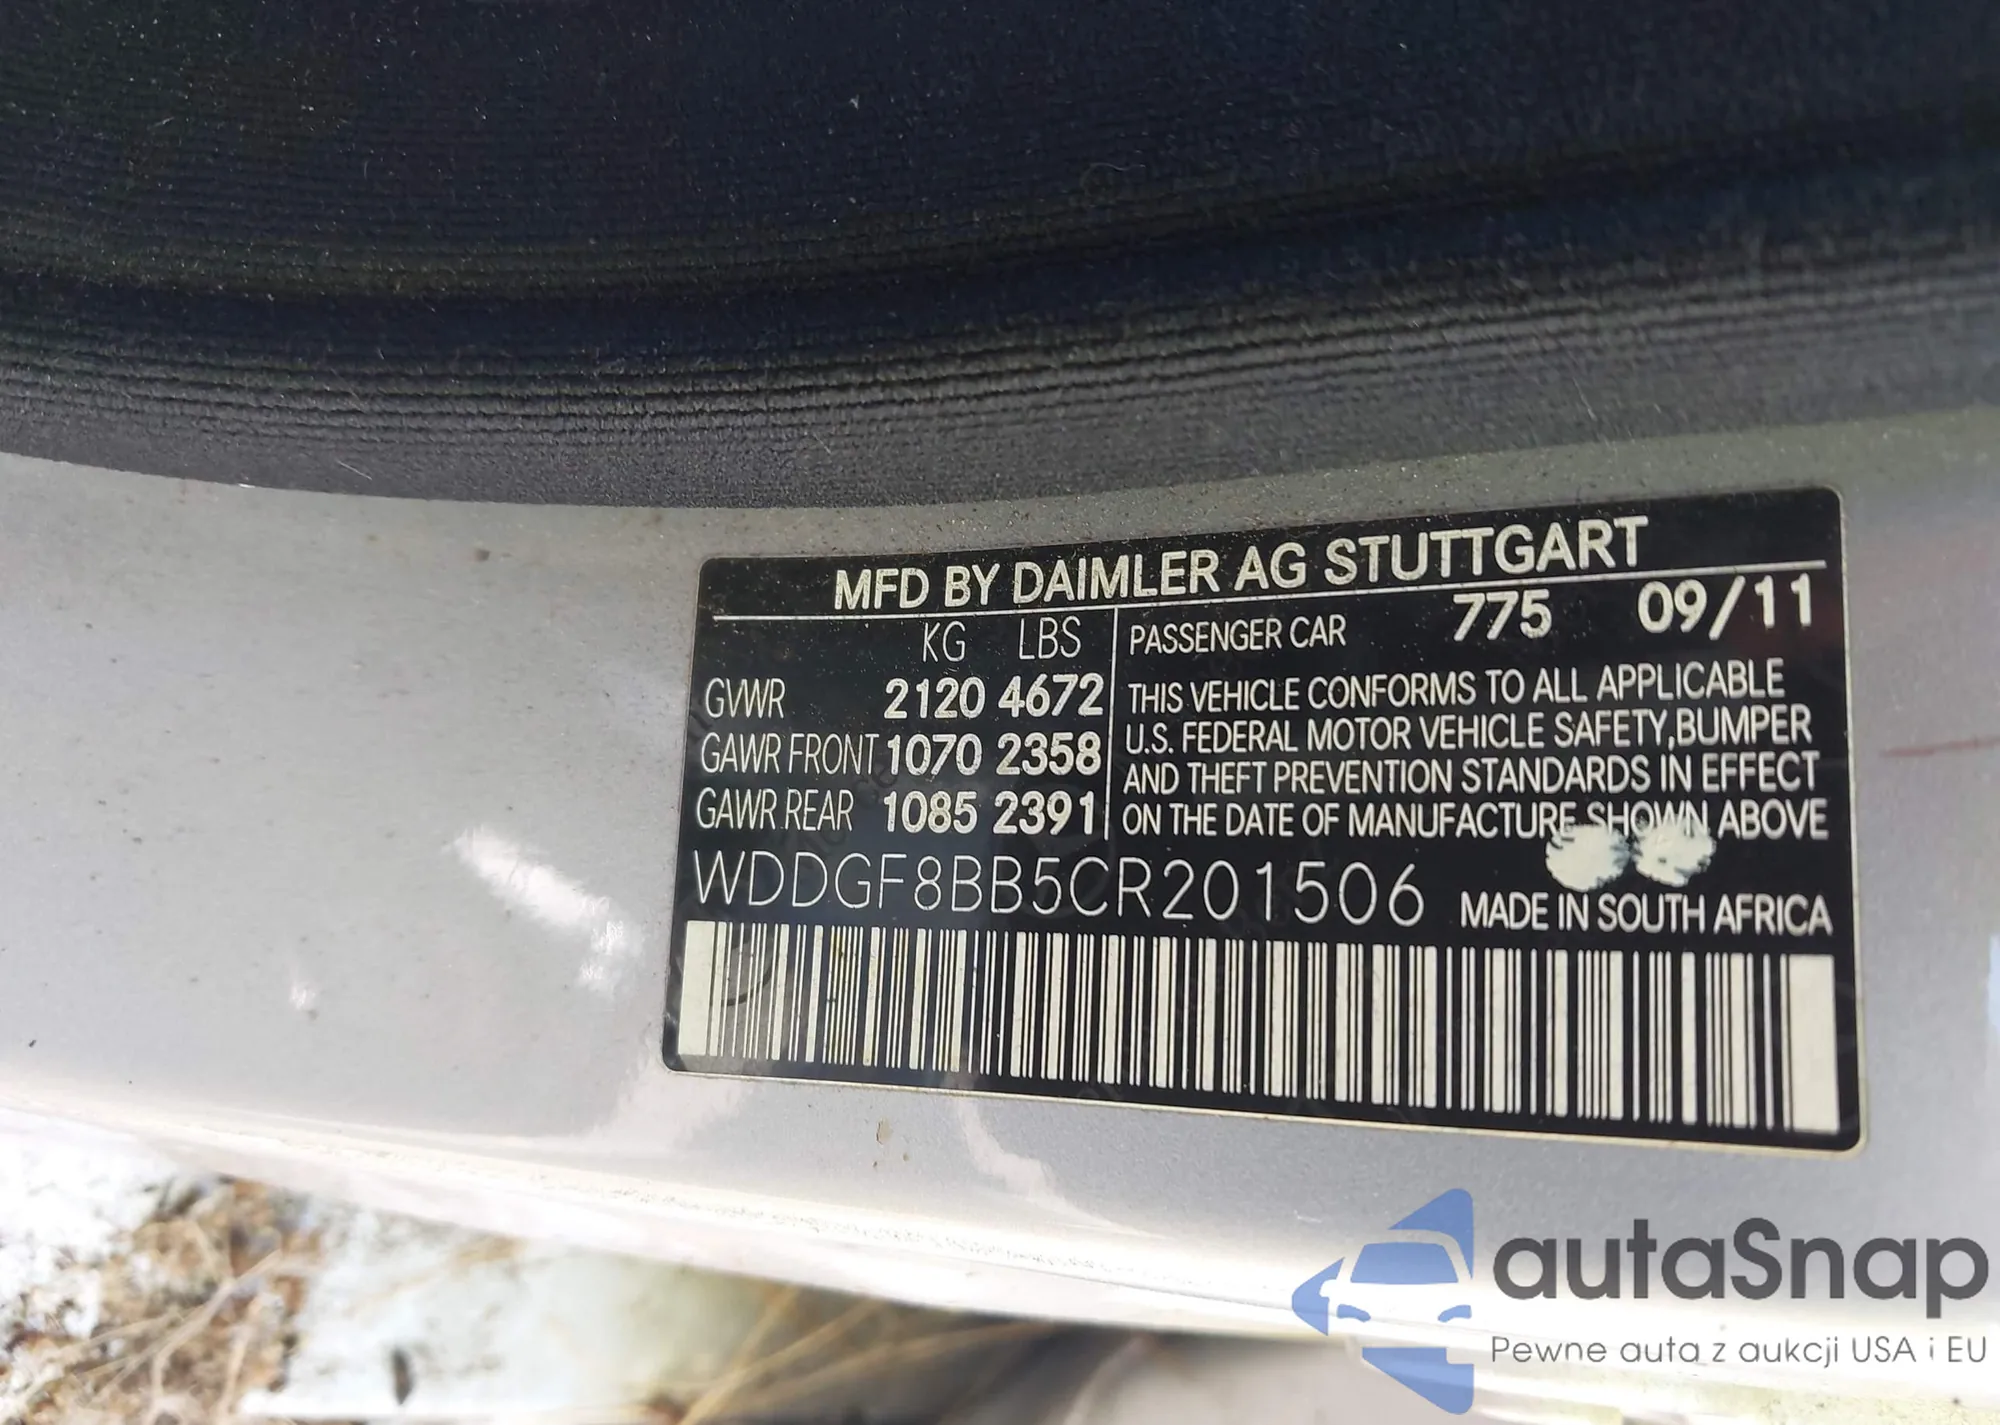 MFD BY DAIMLER AG STUTTGART
KG LBS
GVWR 2120 4672
GAWR FRONT 1070 2358
GAWR REAR 1085 2391
PASSENGER CAR 775 09/11
THIS VEHICLE CONFORMS TO ALL APPLICABLE
U.S. FEDERAL MOTOR VEHICLE SAFETY, BUMPER
AND THEFT PREVENTION STANDARDS IN EFFECT
ON THE DATE OF MANUFACTURE SHOWN ABOVE
WDDGF8BB5CR201506
MADE IN SOUTH AFRICA
autaSnap
Pewne auta z aukcji USA i EU